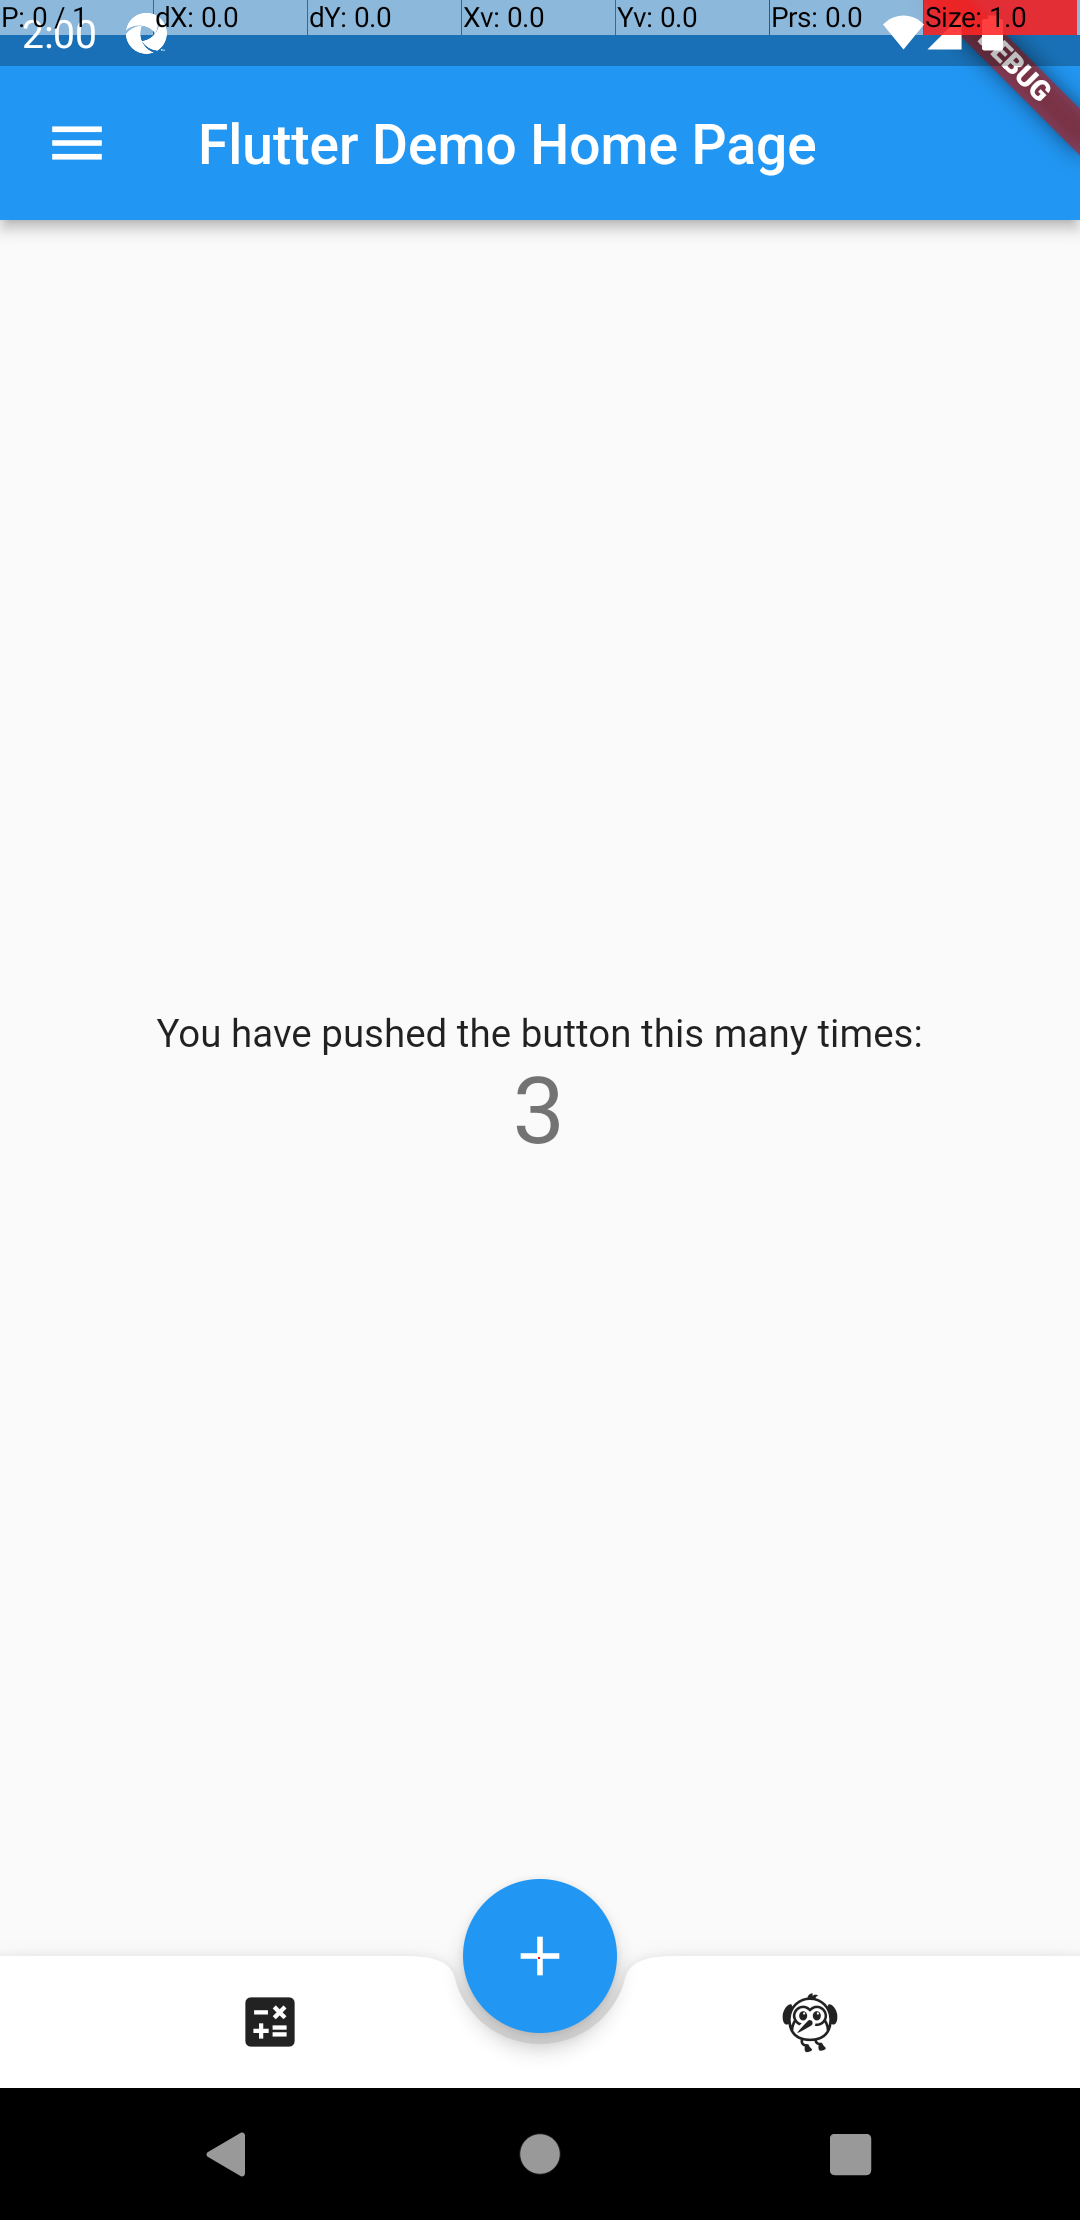 P: 0 / 1 dX: 0.0 dY: 0.0 Xv: 0.0 Yv: 0.0 Prs: 0.0 Size: 1.0
2:00
DEBUG
Flutter Demo Home Page
You have pushed the button this many times:
3